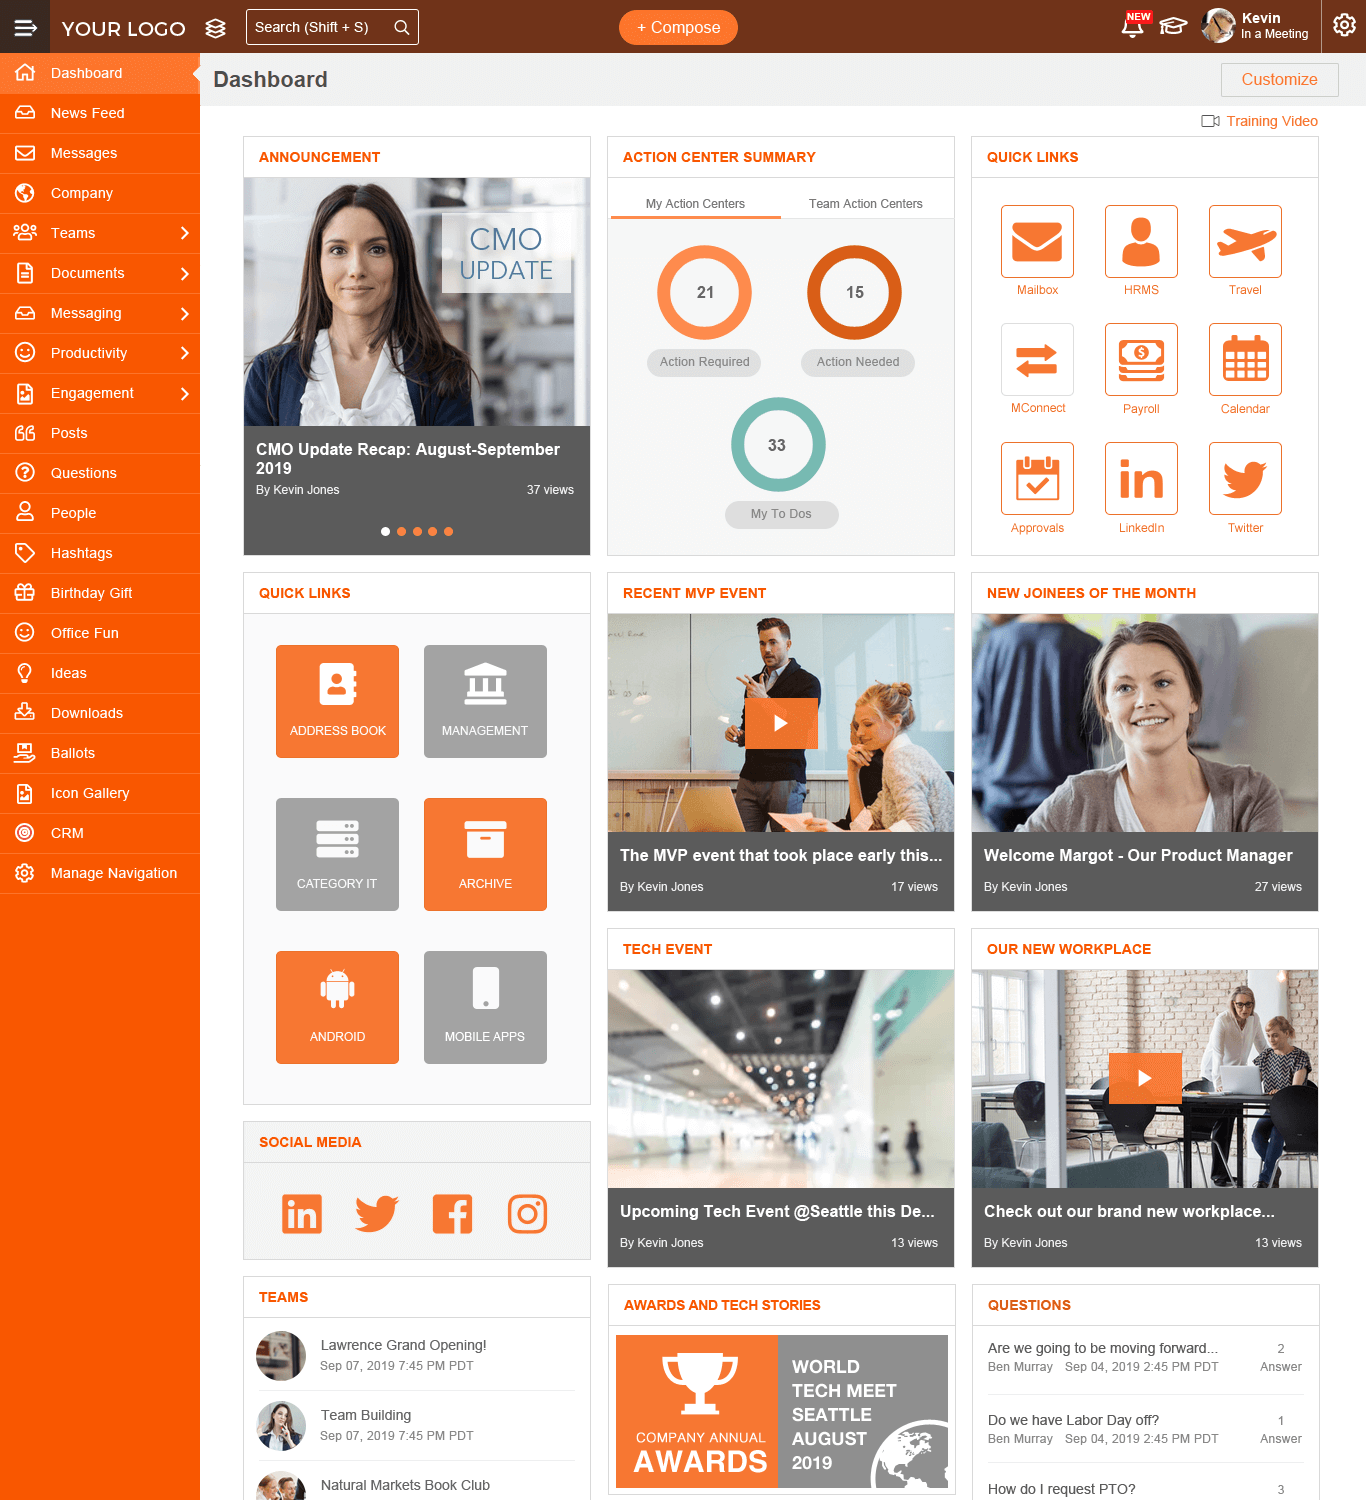 YOUR LOGO
Search (Shift + S)
+ Compose
NEW
Kevin
In a Meeting
Dashboard
News Feed
Messages
Company
Teams
Documents
Messaging
Productivity
Engagement
Posts
Questions
People
Hashtags
Birthday Gift
Office Fun
Ideas
Downloads
Ballots
Icon Gallery
CRM
Manage Navigation
Dashboard
Customize
Training Video
ANNOUNCEMENT
CMO
UPDATE
CMO Update Recap: August-September
2019
By Kevin Jones 37 views
ACTION CENTER SUMMARY
My Action Centers Team Action Centers
21 15
Action Required Action Needed
33
My To Dos
QUICK LINKS
Mailbox HRMS Travel
MConnect Payroll Calendar
Approvals LinkedIn Twitter
QUICK LINKS
ADDRESS BOOK MANAGEMENT
CATEGORY IT ARCHIVE
ANDROID MOBILE APPS
RECENT MVP EVENT
The MVP event that took place early this...
By Kevin Jones 17 views
NEW JOINEES OF THE MONTH
Welcome Margot - Our Product Manager
By Kevin Jones 27 views
TECH EVENT
Upcoming Tech Event @Seattle this De...
By Kevin Jones 13 views
OUR NEW WORKPLACE
Check out our brand new workplace...
By Kevin Jones 13 views
SOCIAL MEDIA
TEAMS
Lawrence Grand Opening!
Sep 07, 2019 7:45 PM PDT
Team Building
Sep 07, 2019 7:45 PM PDT
Natural Markets Book Club
AWARDS AND TECH STORIES
COMPANY ANNUAL
AWARDS
WORLD
TECH MEET
SEATTLE
AUGUST
2019
QUESTIONS
Are we going to be moving forward... 2
Ben Murray Sep 04, 2019 2:45 PM PDT Answer
Do we have Labor Day off? 1
Ben Murray Sep 04, 2019 2:45 PM PDT Answer
How do I request PTO? 3